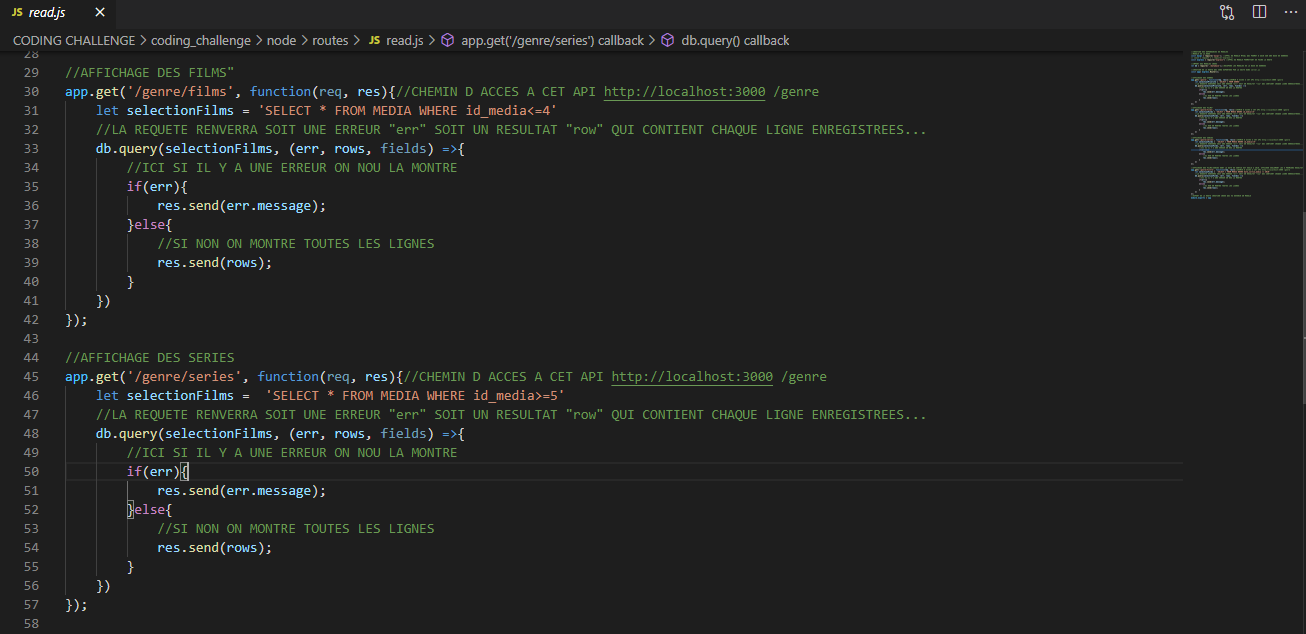 JS read.js ×
CODING CHALLENGE > coding_challenge > node > routes > JS read.js > app.get('/genre/series') callback > db.query() callback
28
29 //AFFICHAGE DES FILMS"
30 app.get('/genre/films', function(req, res){//CHEMIN D ACCES A CET API http://localhost:3000 /genre
31     let selectionFilms = 'SELECT * FROM MEDIA WHERE id_media<=4'
32     //LA REQUETE RENVERRA SOIT UNE ERREUR "err" SOIT UN RESULTAT "row" QUI CONTIENT CHAQUE LIGNE ENREGISTREES...
33     db.query(selectionFilms, (err, rows, fields) =>{
34         //ICI SI IL Y A UNE ERREUR ON NOU LA MONTRE
35         if(err){
36             res.send(err.message);
37         }else{
38             //SI NON ON MONTRE TOUTES LES LIGNES
39             res.send(rows);
40         }
41     })
42 });
43
44 //AFFICHAGE DES SERIES
45 app.get('/genre/series', function(req, res){//CHEMIN D ACCES A CET API http://localhost:3000 /genre
46     let selectionFilms =  'SELECT * FROM MEDIA WHERE id_media>=5'
47     //LA REQUETE RENVERRA SOIT UNE ERREUR "err" SOIT UN RESULTAT "row" QUI CONTIENT CHAQUE LIGNE ENREGISTREES...
48     db.query(selectionFilms, (err, rows, fields) =>{
49         //ICI SI IL Y A UNE ERREUR ON NOU LA MONTRE
50         if(err){
51             res.send(err.message);
52         }else{
53             //SI NON ON MONTRE TOUTES LES LIGNES
54             res.send(rows);
55         }
56     })
57 });
58